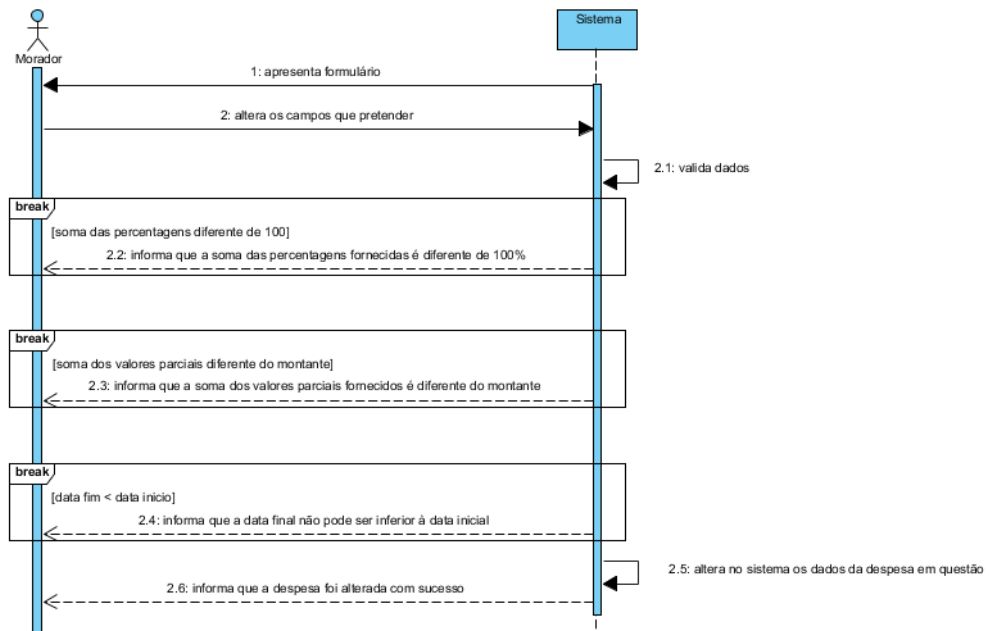 Sistema
Morador
1: apresenta formulário
2: altera os campos que pretender
2.1: valida dados
break
[soma das percentagens diferente de 100]
2.2: informa que a soma das percentagens fornecidas é diferente de 100%
break
[soma dos valores parciais diferente do montante]
2.3: informa que a soma dos valores parciais fornecidos é diferente do montante
break
[data fim < data inicio]
2.4: informa que a data final não pode ser inferior à data inicial
2.5: altera no sistema os dados da despesa em questão
2.6: informa que a despesa foi alterada com sucesso